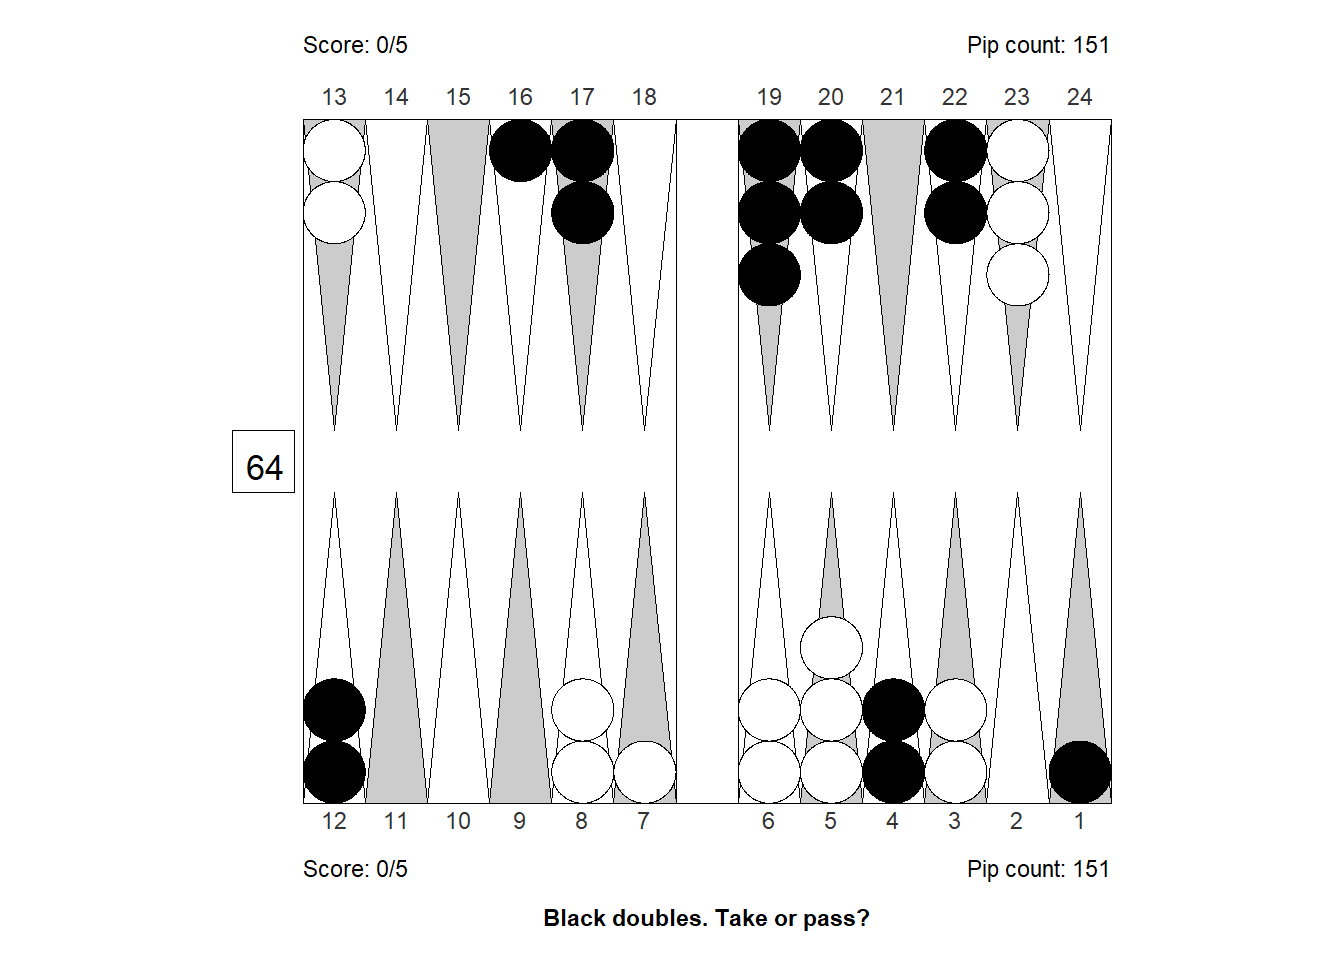 Score: 0/5 Pip count: 151
13 14 15 16 17 18 19 20 21 22 23 24
64
12 11 10 9 8 7 6 5 4 3 2 1
Score: 0/5 Pip count: 151
Black doubles. Take or pass?